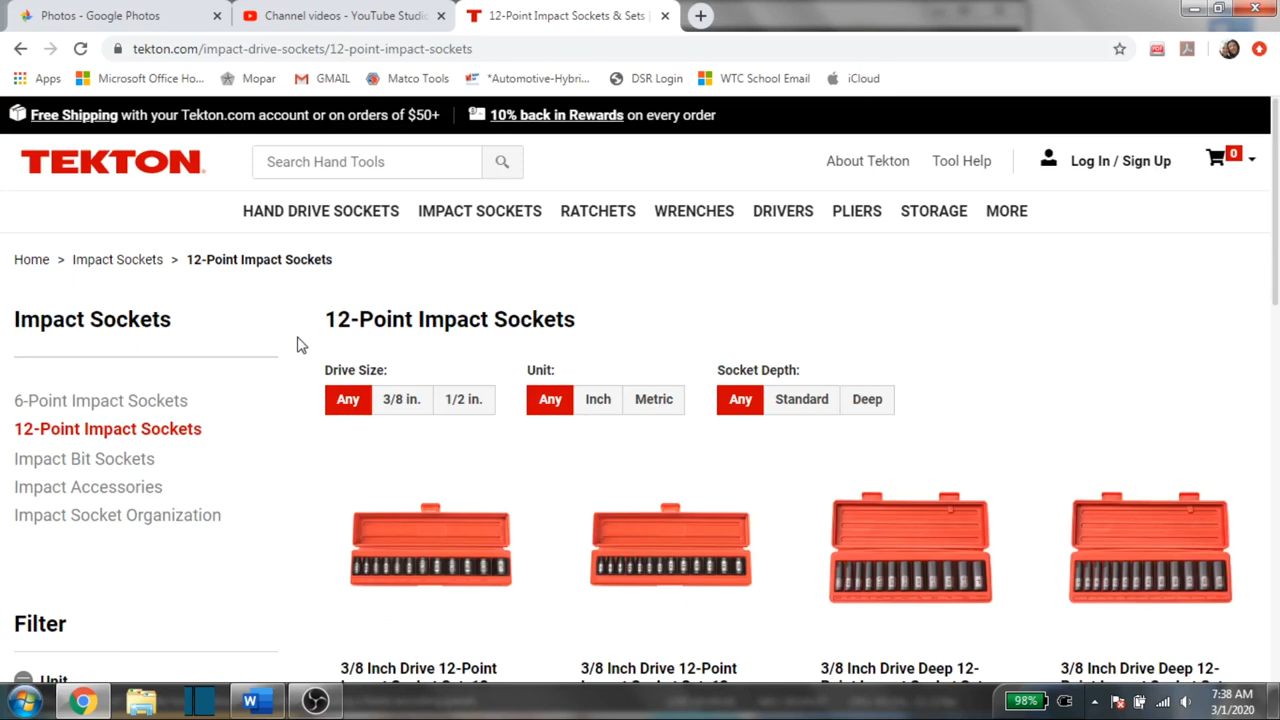 Photos - Google Photos
Channel videos - YouTube Studio
12-Point Impact Sockets & Sets
tekton.com/impact-drive-sockets/12-point-impact-sockets
Apps
Microsoft Office Ho...
Mopar
GMAIL
Matco Tools
*Automotive-Hybri...
DSR Login
WTC School Email
iCloud
Free Shipping with your Tekton.com account or on orders of $50+
10% back in Rewards on every order
TEKTON
Search Hand Tools
About Tekton
Tool Help
Log In / Sign Up
0
HAND DRIVE SOCKETS IMPACT SOCKETS RATCHETS WRENCHES DRIVERS PLIERS STORAGE MORE
Home > Impact Sockets > 12-Point Impact Sockets
Impact Sockets
6-Point Impact Sockets
12-Point Impact Sockets
Impact Bit Sockets
Impact Accessories
Impact Socket Organization
Filter
Unit
12-Point Impact Sockets
Drive Size:
Any 3/8 in. 1/2 in.
Unit:
Any Inch Metric
Socket Depth:
Any Standard Deep
3/8 Inch Drive 12-Point
3/8 Inch Drive 12-Point
3/8 Inch Drive Deep 12-
3/8 Inch Drive Deep 12-
98%
7:38 AM
3/1/2020